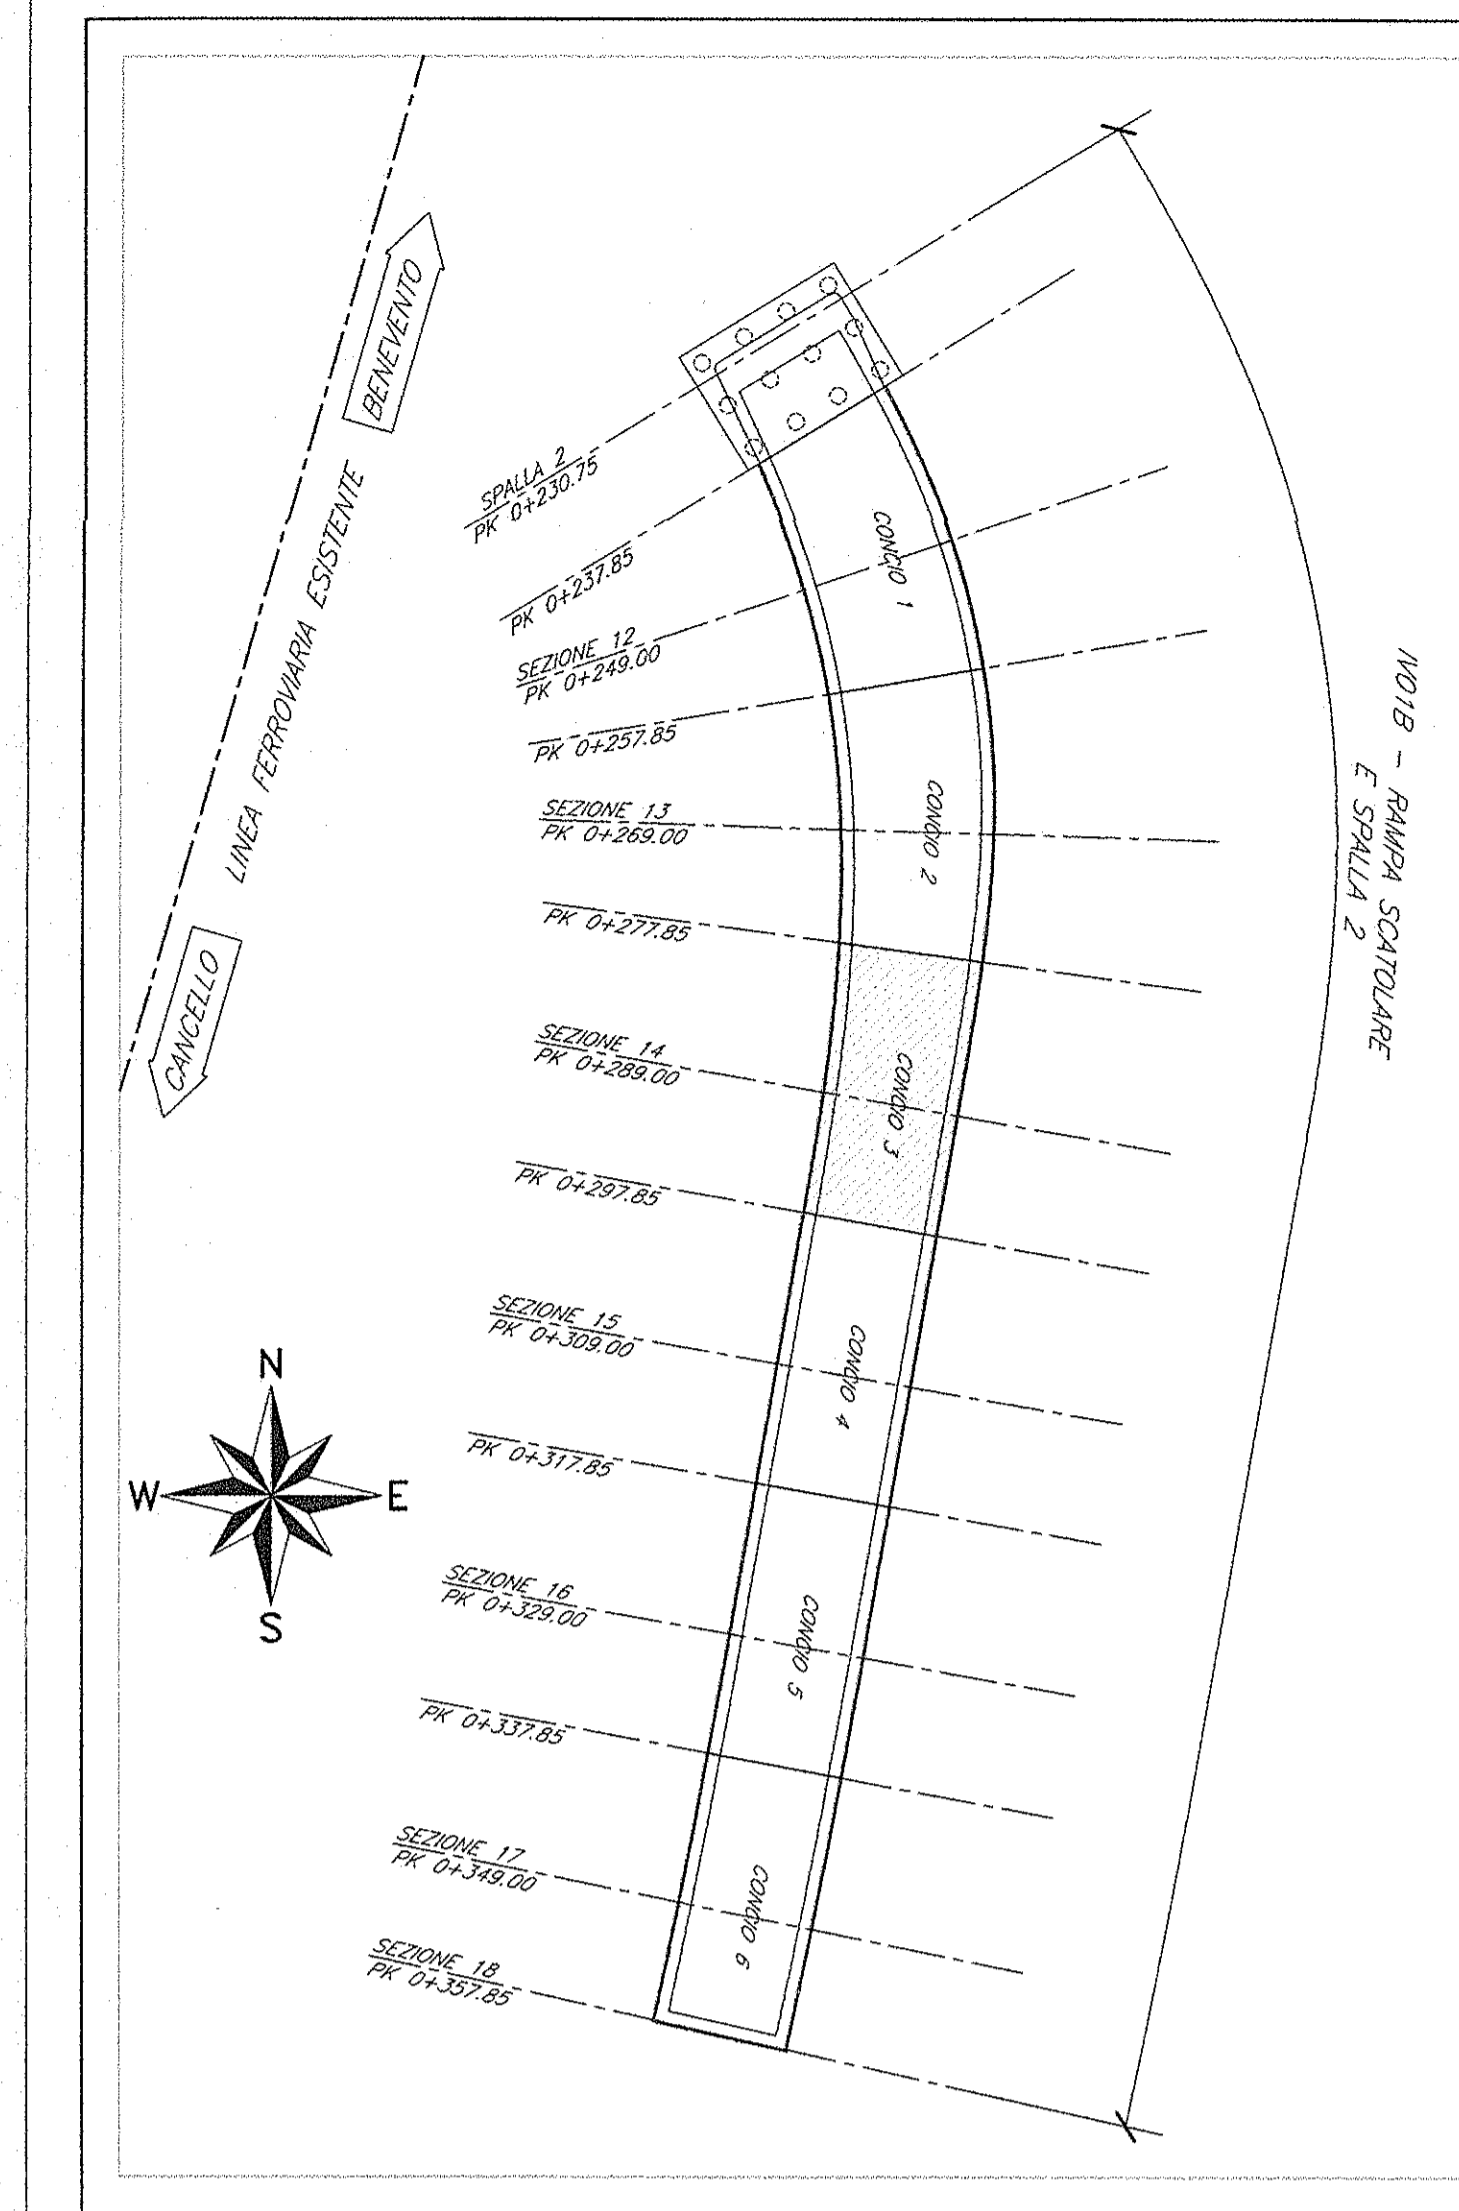 BENEVENTO
LINEA FERROVIARIA ESISTENTE
CANCELLO
SPALLA 2
PK 0+230.75
PK 0+237.85
SEZIONE 12
PK 0+249.00
PK 0+257.85
SEZIONE 13
PK 0+269.00
PK 0+277.85
SEZIONE 14
PK 0+289.00
PK 0+297.85
SEZIONE 15
PK 0+309.00
PK 0+317.85
SEZIONE 16
PK 0+329.00
PK 0+337.85
SEZIONE 17
PK 0+349.00
SEZIONE 18
PK 0+357.85
CONCIO 1
CONCIO 2
CONCIO 3
CONCIO 4
CONCIO 5
CONCIO 6
IV01B - RAMPA SCATOLARE
E SPALLA 2
N
W
E
S